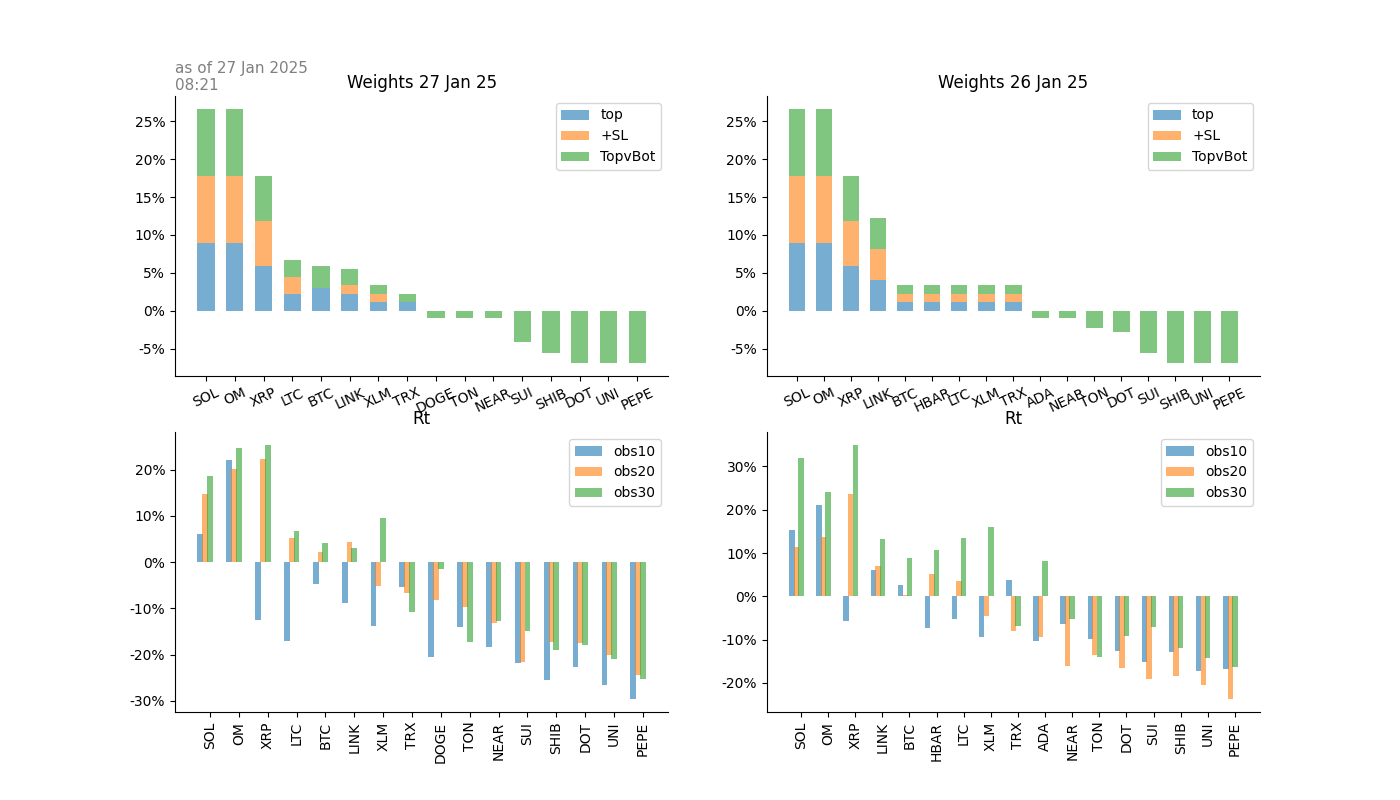 as of 27 Jan 2025
08:21
Weights 27 Jan 25
25%
20%
15%
10%
5%
0%
-5%
top
+SL
TopvBot
SOL OM XRP LTC BTC LINK XLM TRX DOGE TON NEAR SUI SHIB DOT UNI PEPE
Weights 26 Jan 25
25%
20%
15%
10%
5%
0%
-5%
top
+SL
TopvBot
SOL OM XRP LINK BTC HBAR LTC XLM TRX ADA NEAR TON DOT SUI SHIB UNI PEPE
Rt
20%
10%
0%
-10%
-20%
-30%
obs10
obs20
obs30
SOL OM XRP LTC BTC LINK XLM TRX DOGE TON NEAR SUI SHIB DOT UNI PEPE
Rt
30%
20%
10%
0%
-10%
-20%
obs10
obs20
obs30
SOL OM XRP LINK BTC HBAR LTC XLM TRX ADA NEAR TON DOT SUI SHIB UNI PEPE